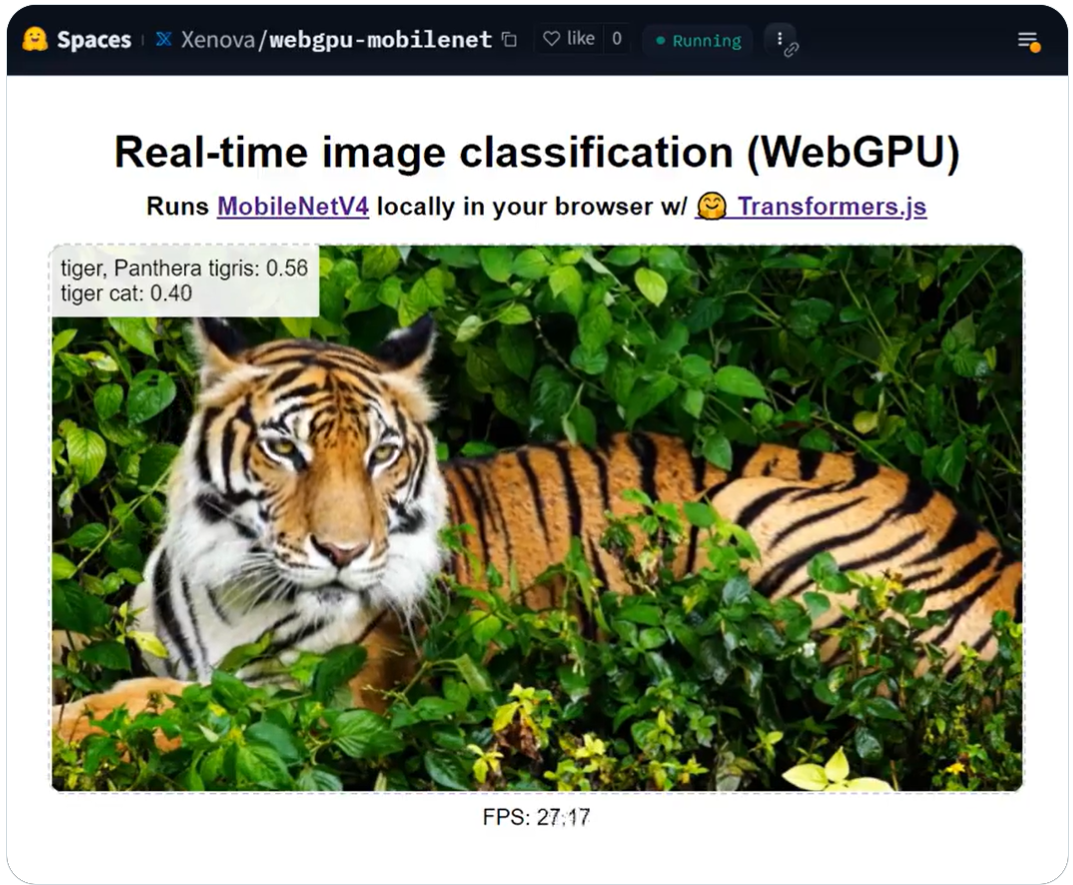 Spaces Xenova/webgpu-mobilenet like 0 Running
Real-time image classification (WebGPU)
Runs MobileNetV4 locally in your browser w/ 🤗 Transformers.js
tiger, Panthera tigris: 0.56
tiger cat: 0.40
FPS: 27.17